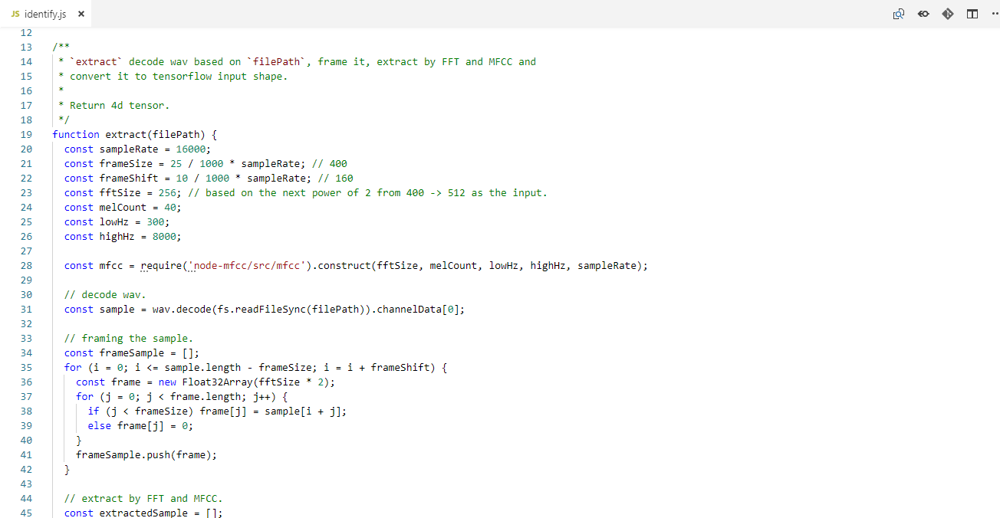 JS identify.js ×
12
13 /**
14  * `extract` decode wav based on `filePath`, frame it, extract by FFT and MFCC and
15  * convert it to tensorflow input shape.
16  *
17  * Return 4d tensor.
18  */
19 function extract(filePath) {
20   const sampleRate = 16000;
21   const frameSize = 25 / 1000 * sampleRate; // 400
22   const frameShift = 10 / 1000 * sampleRate; // 160
23   const fftSize = 256; // based on the next power of 2 from 400 -> 512 as the input.
24   const melCount = 40;
25   const lowHz = 300;
26   const highHz = 8000;
27
28   const mfcc = require('node-mfcc/src/mfcc').construct(fftSize, melCount, lowHz, highHz, sampleRate);
29
30   // decode wav.
31   const sample = wav.decode(fs.readFileSync(filePath)).channelData[0];
32
33   // framing the sample.
34   const frameSample = [];
35   for (i = 0; i <= sample.length - frameSize; i = i + frameShift) {
36     const frame = new Float32Array(fftSize * 2);
37     for (j = 0; j < frame.length; j++) {
38       if (j < frameSize) frame[j] = sample[i + j];
39       else frame[j] = 0;
40     }
41     frameSample.push(frame);
42   }
43
44   // extract by FFT and MFCC.
45   const extractedSample = [];